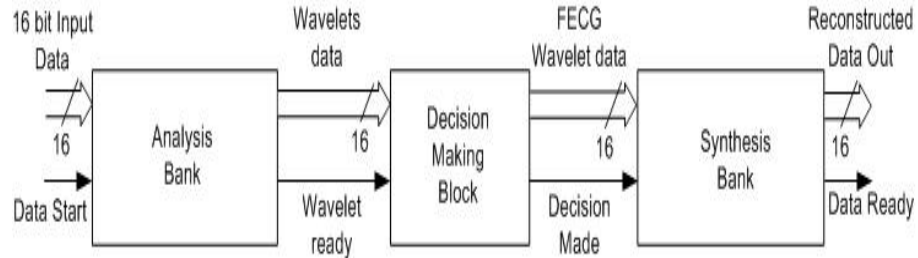 16 bit Input
Data
16
Data Start
Analysis
Bank
Wavelets
data
16
Wavelet
ready
Decision
Making
Block
FECG
Wavelet data
16
Decision
Made
Synthesis
Bank
Reconstructed
Data Out
16
Data Ready